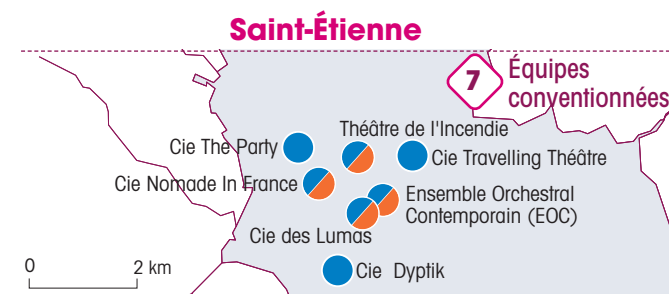 Saint-Étienne
7
Équipes
conventionnées
Théâtre de l'Incendie
Cie The Party
Cie Travelling Théâtre
Cie Nomade In France
Ensemble Orchestral
Contemporain (EOC)
Cie des Lumas
Cie Dyptik
0 2 km